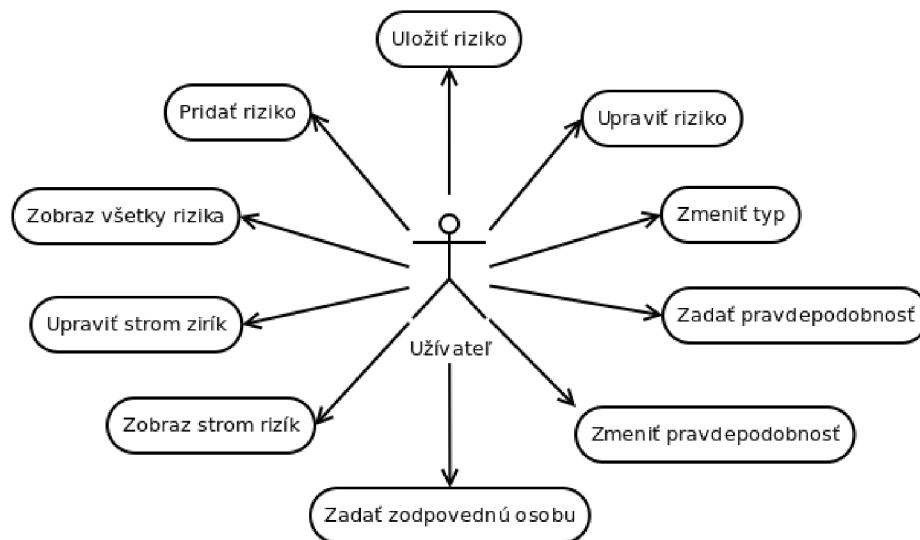 Uložiť riziko
Pridať riziko
Upraviť riziko
Zobraz všetky rizika
Zmeniť typ
Upraviť strom zirík
Zadať pravdepodobnosť
Užívateľ
Zobraz strom rizík
Zmeniť pravdepodobnosť
Zadať zodpovednú osobu